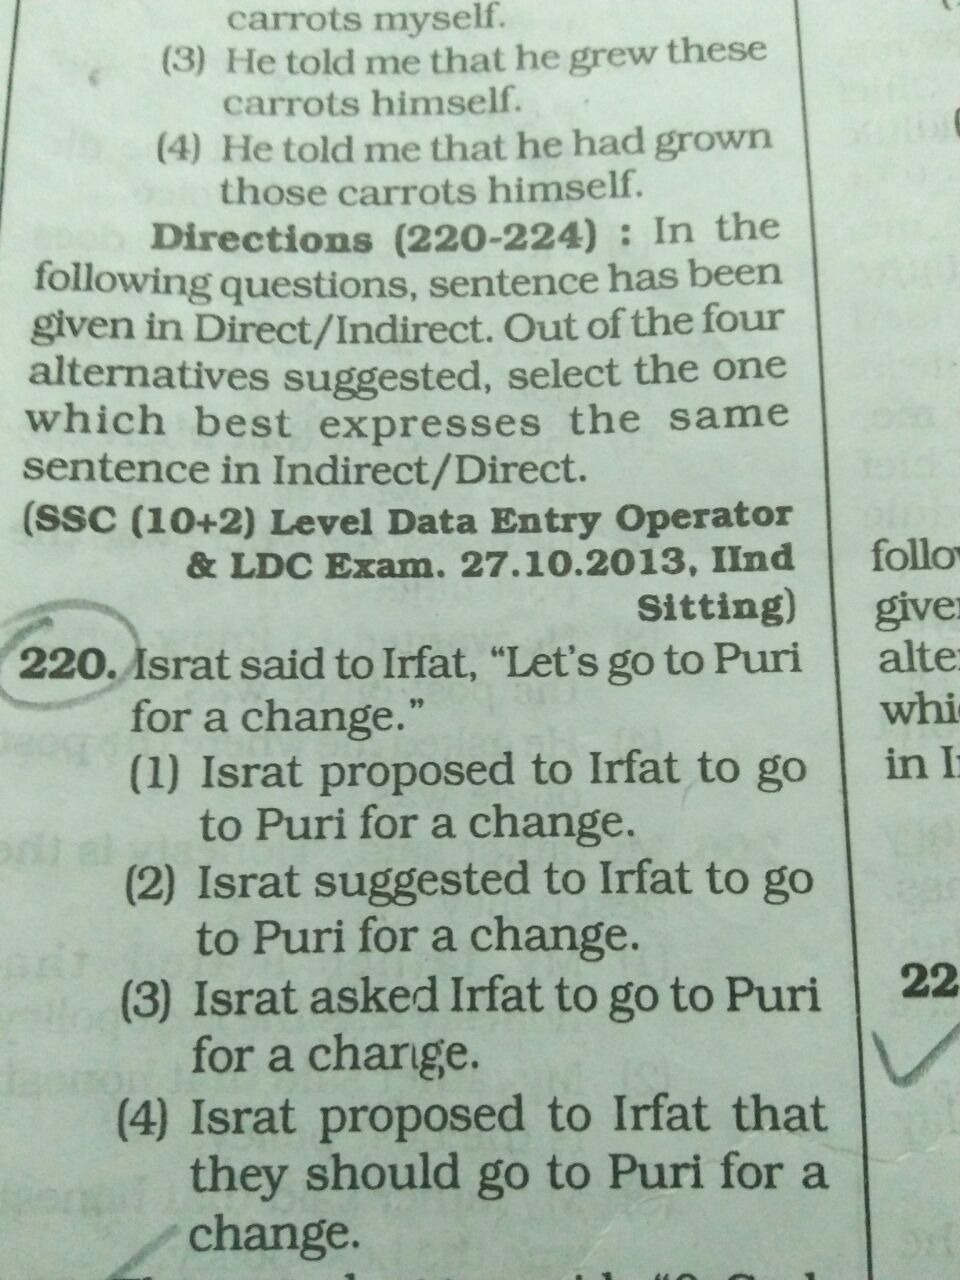 carrots myself.
(3) He told me that he grew these
carrots himself.
(4) He told me that he had grown
those carrots himself.
Directions (220-224) : In the
following questions, sentence has been
given in Direct/Indirect. Out of the four
alternatives suggested, select the one
which best expresses the same
sentence in Indirect/Direct.
(SSC (10+2) Level Data Entry Operator
& LDC Exam. 27.10.2013, IInd
Sitting)
220. Israt said to Irfat, “Let’s go to Puri
for a change.”
(1) Israt proposed to Irfat to go
to Puri for a change.
(2) Israt suggested to Irfat to go
to Puri for a change.
(3) Israt asked Irfat to go to Puri
for a change.
(4) Israt proposed to Irfat that
they should go to Puri for a
change.
in
22